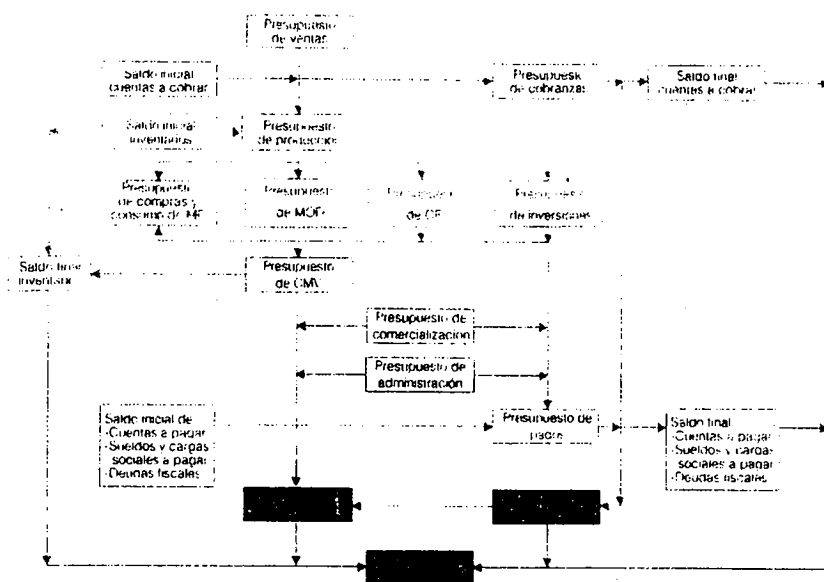 Presupuesto
de ventas
Saldo inicial
cuentas a cobrar
Presupuesto
de cobranzas
Saldo final
cuentas a cobrar
Saldo inicial
inventarios
Presupuesto
de producción
Presupuesto
de compras y
consumo de MP
Presupuesto
de MOD
Presupuesto
de CF
Presupuesto
de inversiones
Saldo final
inventario
Presupuesto
de CMV
Presupuesto de
comercialización
Presupuesto de
administración
Saldo inicial de
-Cuentas a pagar
-Sueldos y cargas
sociales a pagar
-Deudas fiscales
Presupuesto de
Saldo final
-Cuentas a pagar
-Sueldos y cargas
sociales a pagar
-Deudas fiscales